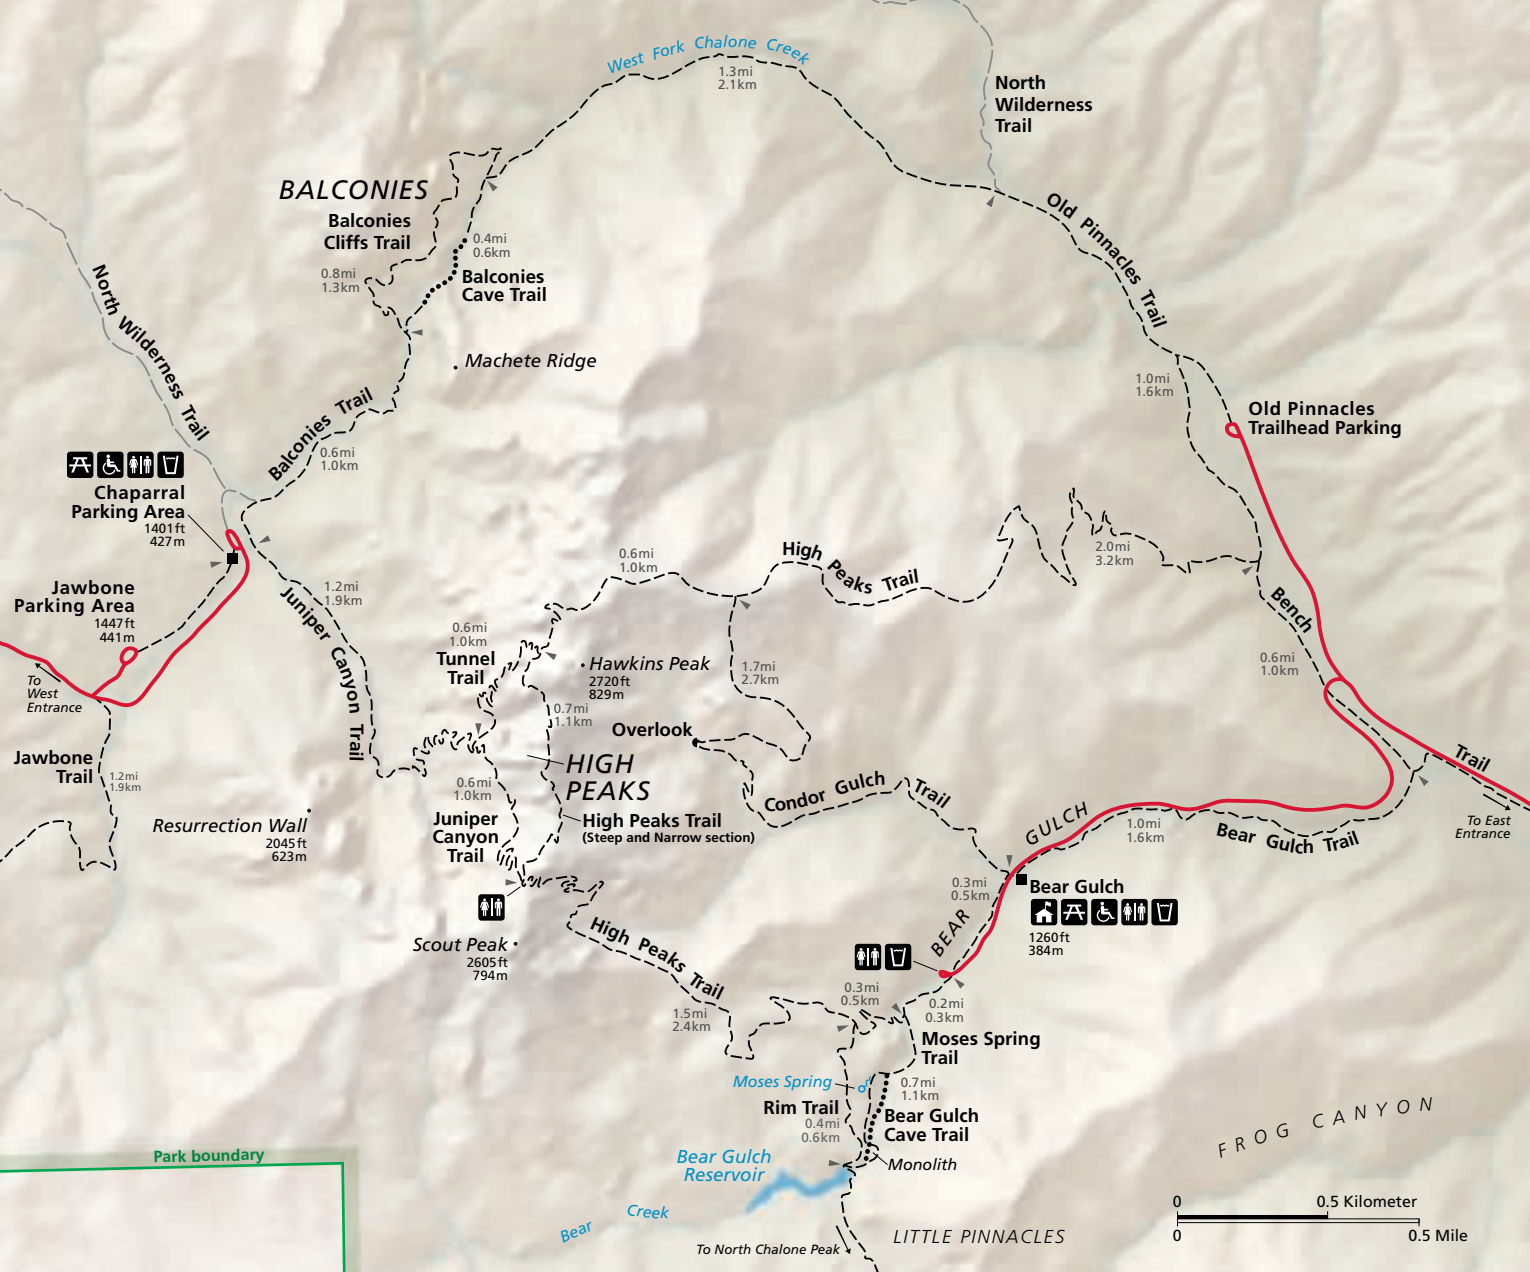 West Fork Chalone Creek
1.3mi
2.1km
North
Wilderness
Trail
BALCONIES
Balconies
Cliffs Trail
0.4mi
0.6km
0.8mi
1.3km
Balconies
Cave Trail
Old Pinnacles Trail
North Wilderness Trail
Machete Ridge
1.0mi
1.6km
Old Pinnacles
Trailhead Parking
Balconies Trail
0.6mi
1.0km
Chaparral
Parking Area
1401ft
427m
Jawbone
Parking Area
1447ft
441m
To
West
Entrance
Juniper Canyon Trail
1.2mi
1.9km
0.6mi
1.0km
High Peaks Trail
2.0mi
3.2km
Bench
0.6mi
1.0km
0.6mi
1.0km
Tunnel
Trail
Hawkins Peak
2720ft
829m
1.7mi
2.7km
0.7mi
1.1km
Overlook
Jawbone
Trail
1.2mi
1.9km
HIGH
PEAKS
0.6mi
1.0km
Juniper
Canyon
Trail
High Peaks Trail
(Steep and Narrow section)
Condor Gulch Trail
Trail
To East
Entrance
Resurrection Wall
2045ft
623m
BEAR GULCH
1.0mi
1.6km
Bear Gulch Trail
0.3mi
0.5km
Bear Gulch
1260ft
384m
Scout Peak
2605ft
794m
High Peaks Trail
1.5mi
2.4km
0.3mi
0.5km
0.2mi
0.3km
Moses Spring
Trail
Moses Spring
0.7mi
1.1km
Rim Trail
0.4mi
0.6km
Bear Gulch
Cave Trail
Monolith
Bear Gulch
Reservoir
Bear Creek
FROG CANYON
Park boundary
To North Chalone Peak
LITTLE PINNACLES
0 0.5 Kilometer
0 0.5 Mile